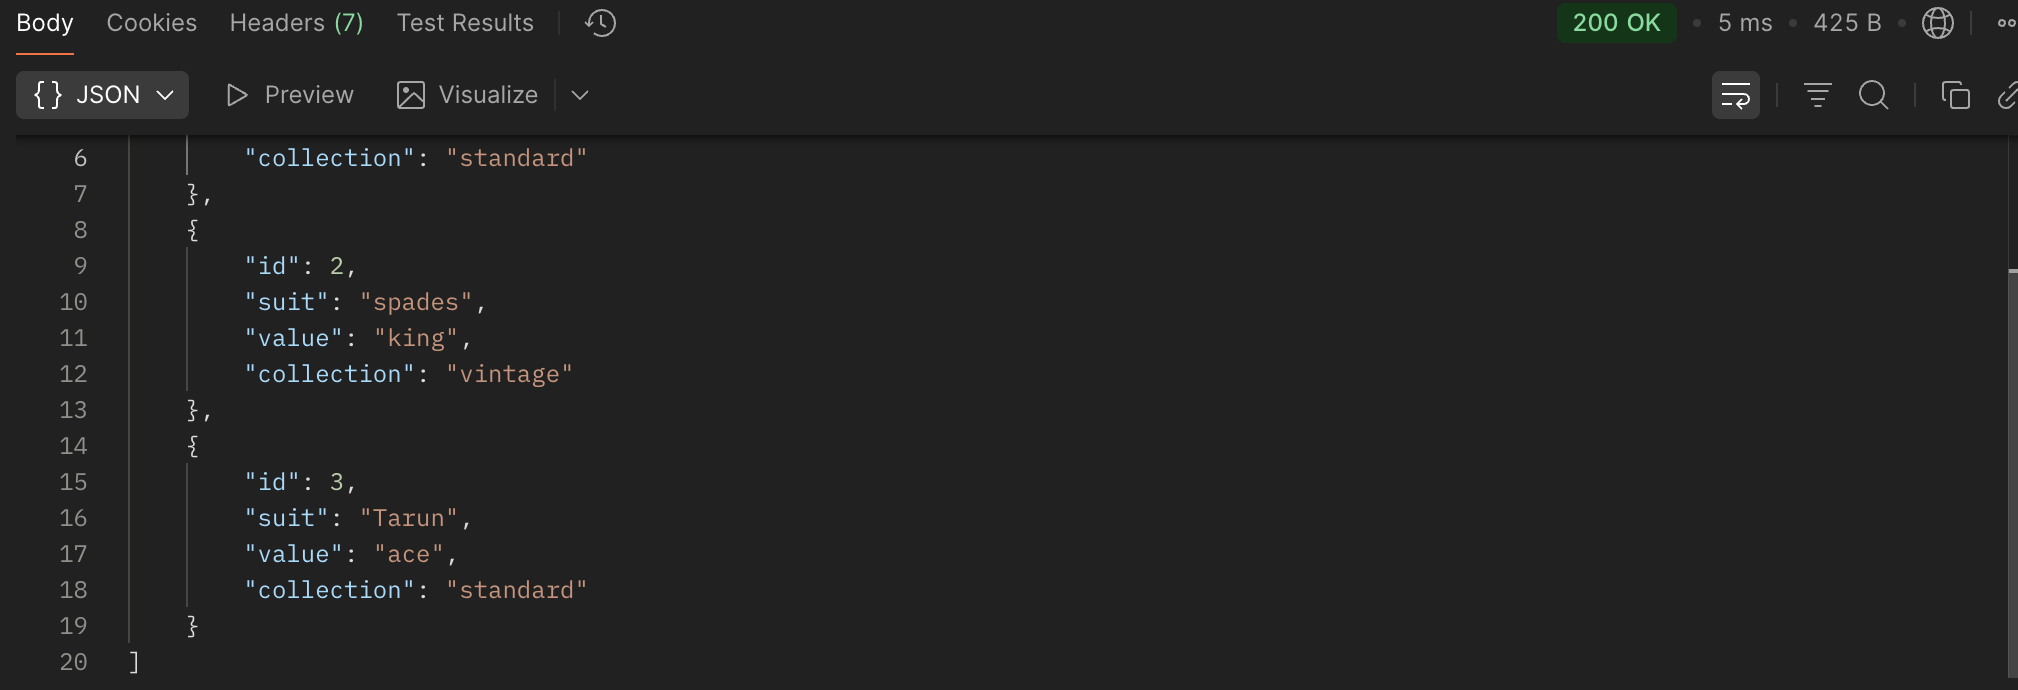 Body Cookies Headers (7) Test Results 200 OK • 5 ms • 425 B •
{} JSON Preview Visualize
6 "collection": "standard"
7 },
8 {
9 "id": 2,
10 "suit": "spades",
11 "value": "king",
12 "collection": "vintage"
13 },
14 {
15 "id": 3,
16 "suit": "Tarun",
17 "value": "ace",
18 "collection": "standard"
19 }
20 ]